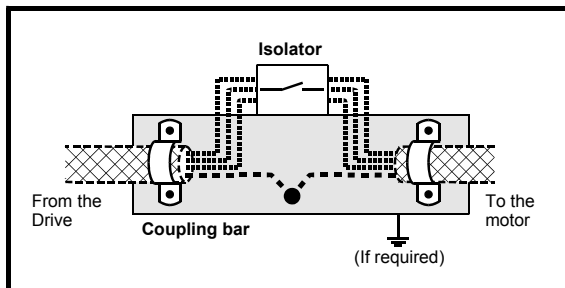 Isolator
From the
Drive
Coupling bar
To the
motor
(If required)